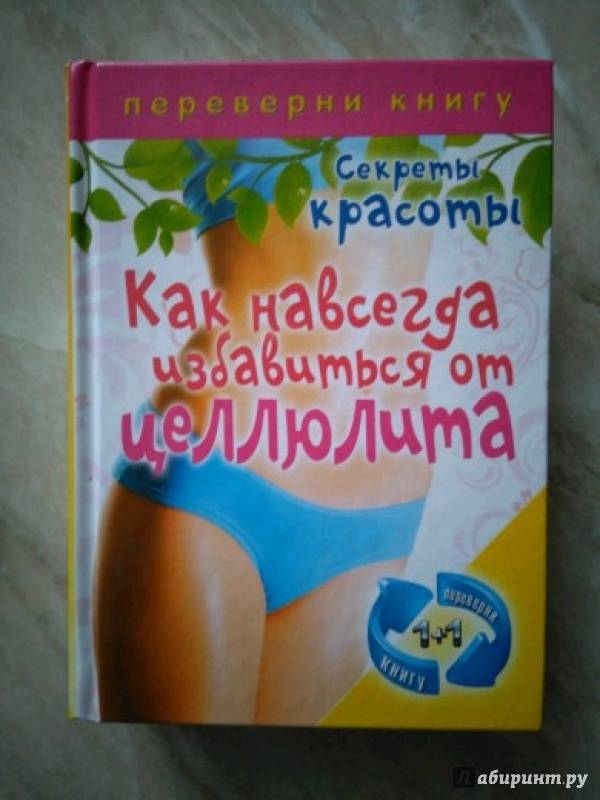 переверни книгу
Секреты
красоты
Как навсегда
избавиться от
целлюлита
переверни
1+1
книгу
Лабиринт.ру